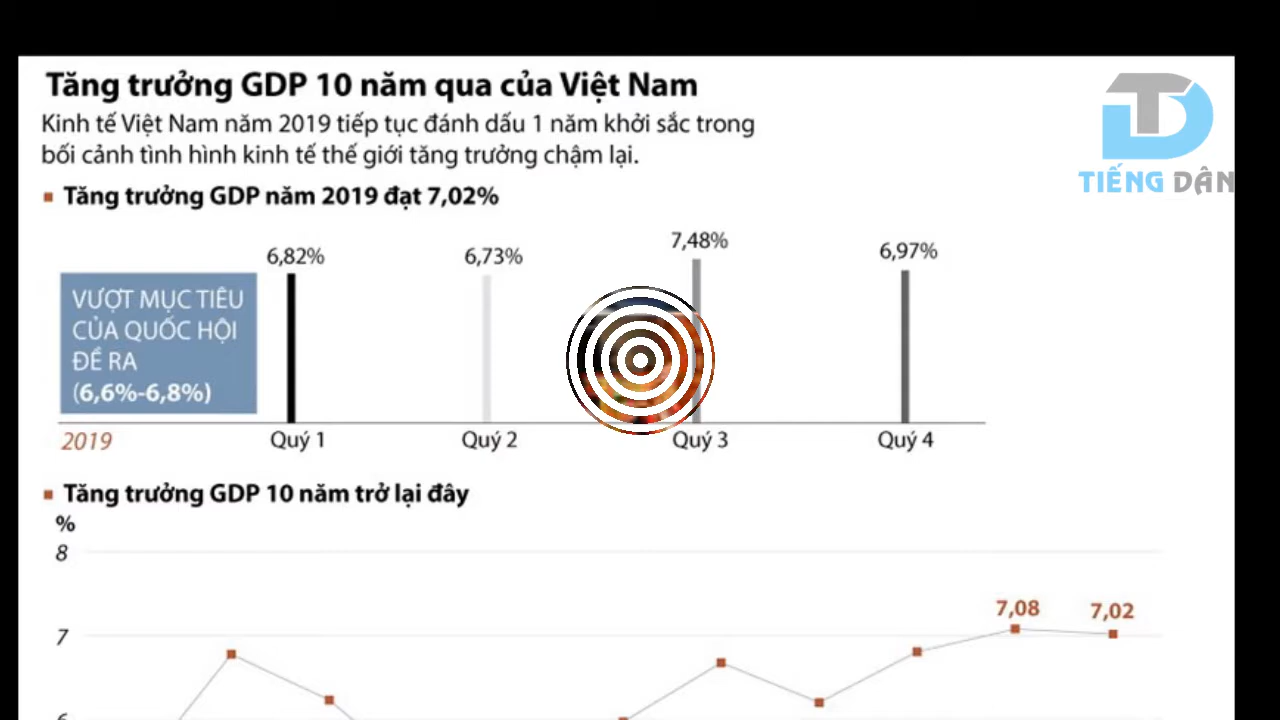 Tăng trưởng GDP 10 năm qua của Việt Nam
Kinh tế Việt Nam năm 2019 tiếp tục đánh dấu 1 năm khởi sắc trong
bối cảnh tình hình kinh tế thế giới tăng trưởng chậm lại.
TIẾNG DÂN
Tăng trưởng GDP năm 2019 đạt 7,02%
6,82%
6,73%
7,48%
6,97%
VƯỢT MỤC TIÊU
CỦA QUỐC HỘI
ĐỀ RA
(6,6%-6,8%)
2019
Quý 1
Quý 2
Quý 3
Quý 4
Tăng trưởng GDP 10 năm trở lại đây
%
8
7,08
7,02
7